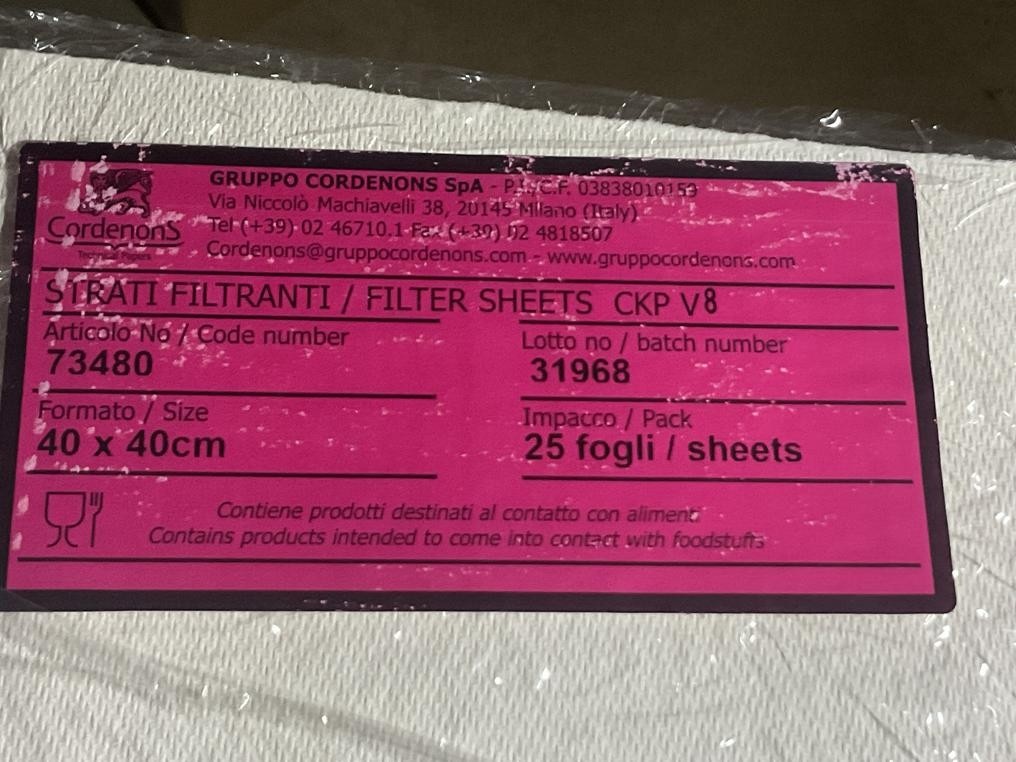 GRUPPO CORDENONS SpA - P.I./C.F. 03838010153
Via Niccolò Machiavelli 38, 20145 Milano (Italy)
Tel (+39) 02 46710.1 Fax (+39) 02 4818507
Cordenons@gruppocordenons.com - www.gruppocordenons.com
CordenonS
Technical Papers
STRATI FILTRANTI / FILTER SHEETS CKP V8
Articolo No / Code number
73480
Lotto no / batch number
31968
Formato / Size
40 x 40cm
Impacco / Pack
25 fogli / sheets
Contiene prodotti destinati al contatto con alimenti
Contains products intended to come into contact with foodstuffs